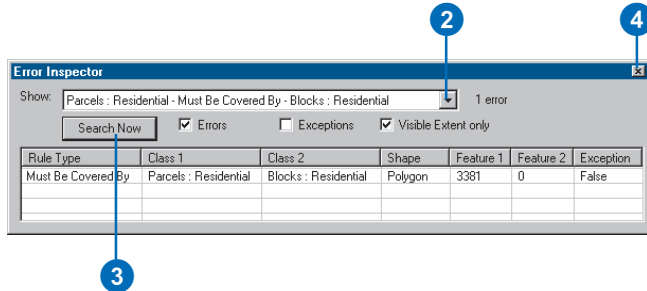 2
4
Error Inspector
Show: Parcels : Residential - Must Be Covered By - Blocks : Residential 1 error
Search Now Errors Exceptions Visible Extent only
Rule Type Class 1 Class 2 Shape Feature 1 Feature 2 Exception
Must Be Covered By Parcels : Residential Blocks : Residential Polygon 3381 0 False
3